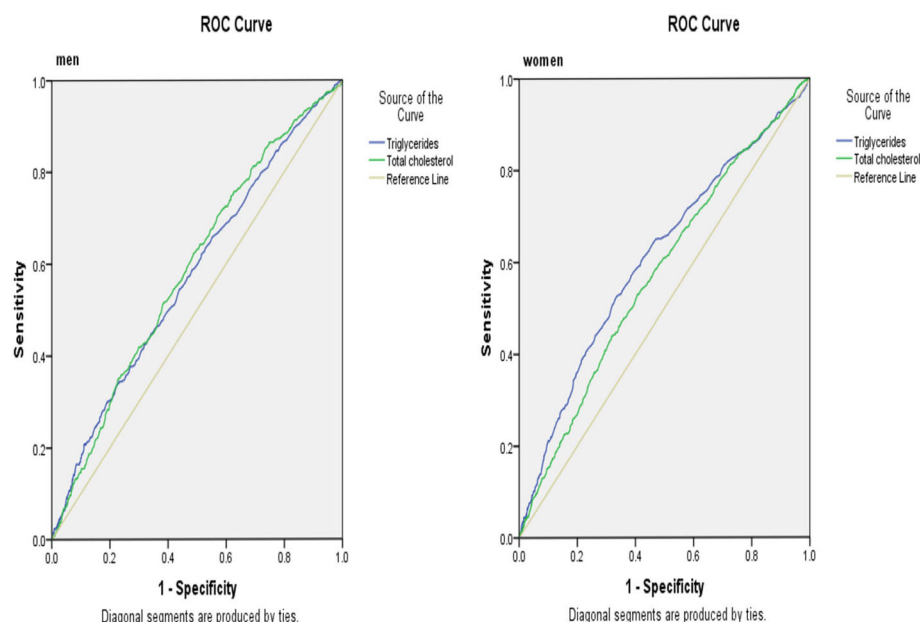 ROC Curve
men
Source of the
Curve
Triglycerides
Total cholesterol
Reference Line
Sensitivity
1.0
0.8
0.6
0.4
0.2
0.0
0.0 0.2 0.4 0.6 0.8 1.0
1 - Specificity
Diagonal segments are produced by ties.
ROC Curve
women
Source of the
Curve
Triglycerides
Total cholesterol
Reference Line
Sensitivity
1.0
0.8
0.6
0.4
0.2
0.0
0.0 0.2 0.4 0.6 0.8 1.0
1 - Specificity
Diagonal segments are produced by ties.